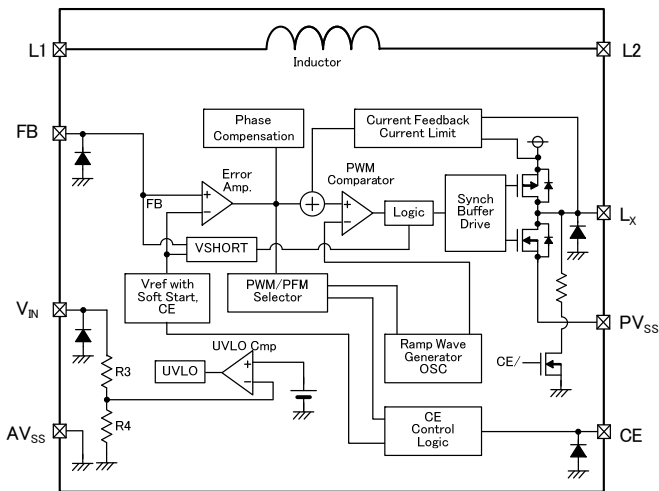 L1
Inductor
L2
FB
Phase
Compensation
Current Feedback
Current Limit
Error
Amp.
PWM
Comparator
FB
+
−
+
+
−
Logic
Synch
Buffer
Drive
LX
VSHORT
Vref with
Soft Start,
CE
PWM/PFM
Selector
VIN
PVSS
UVLO Cmp
Ramp Wave
Generator
OSC
R3
UVLO
+
−
CE/
R4
AVSS
CE
Control
Logic
CE